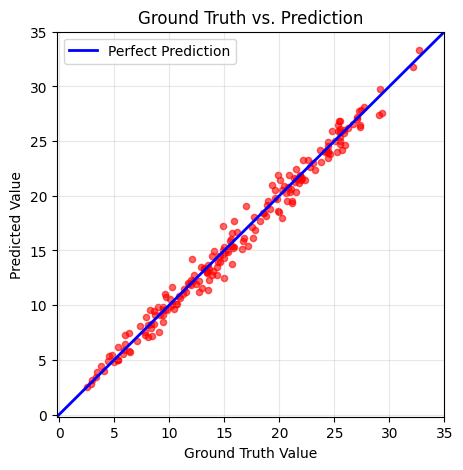 Ground Truth vs. Prediction
Perfect Prediction
35
30
25
20
15
10
5
0
Predicted Value
0 5 10 15 20 25 30 35
Ground Truth Value